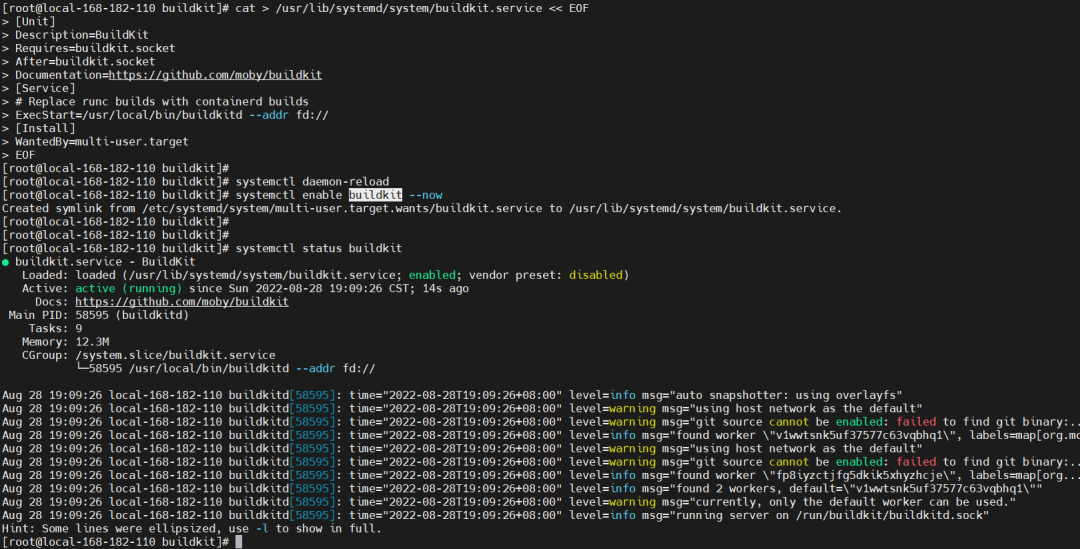 [root@local-168-182-110 buildkit]# cat > /usr/lib/systemd/system/buildkit.service << EOF
> [Unit]
> Description=BuildKit
> Requires=buildkit.socket
> After=buildkit.socket
> Documentation=https://github.com/moby/buildkit
> [Service]
> # Replace runc builds with containerd builds
> ExecStart=/usr/local/bin/buildkitd --addr fd://
> [Install]
> WantedBy=multi-user.target
> EOF
[root@local-168-182-110 buildkit]#
[root@local-168-182-110 buildkit]# systemctl daemon-reload
[root@local-168-182-110 buildkit]# systemctl enable buildkit --now
Created symlink from /etc/systemd/system/multi-user.target.wants/buildkit.service to /usr/lib/systemd/system/buildkit.service.
[root@local-168-182-110 buildkit]#
[root@local-168-182-110 buildkit]#
[root@local-168-182-110 buildkit]# systemctl status buildkit
● buildkit.service - BuildKit
Loaded: loaded (/usr/lib/systemd/system/buildkit.service; enabled; vendor preset: disabled)
Active: active (running) since Sun 2022-08-28 19:09:26 CST; 14s ago
Docs: https://github.com/moby/buildkit
Main PID: 58595 (buildkitd)
Tasks: 9
Memory: 12.3M
CGroup: /system.slice/buildkit.service
└─58595 /usr/local/bin/buildkitd --addr fd://
Aug 28 19:09:26 local-168-182-110 buildkitd[58595]: time="2022-08-28T19:09:26+08:00" level=info msg="auto snapshotter: using overlayfs"
Aug 28 19:09:26 local-168-182-110 buildkitd[58595]: time="2022-08-28T19:09:26+08:00" level=warning msg="using host network as the default"
Aug 28 19:09:26 local-168-182-110 buildkitd[58595]: time="2022-08-28T19:09:26+08:00" level=warning msg="git source cannot be enabled: failed to find git binary:..
Aug 28 19:09:26 local-168-182-110 buildkitd[58595]: time="2022-08-28T19:09:26+08:00" level=info msg="found worker \"v1wwtsnk5uf37577c63vqbhq1\", labels=map[org.mo
Aug 28 19:09:26 local-168-182-110 buildkitd[58595]: time="2022-08-28T19:09:26+08:00" level=warning msg="using host network as the default"
Aug 28 19:09:26 local-168-182-110 buildkitd[58595]: time="2022-08-28T19:09:26+08:00" level=warning msg="git source cannot be enabled: failed to find git binary:..
Aug 28 19:09:26 local-168-182-110 buildkitd[58595]: time="2022-08-28T19:09:26+08:00" level=info msg="found worker \"fp8iyzctjfg5dkik5xhyzhcje\", labels=map[org...
Aug 28 19:09:26 local-168-182-110 buildkitd[58595]: time="2022-08-28T19:09:26+08:00" level=info msg="found 2 workers, default=\"v1wwtsnk5uf37577c63vqbhq1\""
Aug 28 19:09:26 local-168-182-110 buildkitd[58595]: time="2022-08-28T19:09:26+08:00" level=warning msg="currently, only the default worker can be used."
Aug 28 19:09:26 local-168-182-110 buildkitd[58595]: time="2022-08-28T19:09:26+08:00" level=info msg="running server on /run/buildkit/buildkitd.sock"
Hint: Some lines were ellipsized, use -l to show in full.
[root@local-168-182-110 buildkit]#